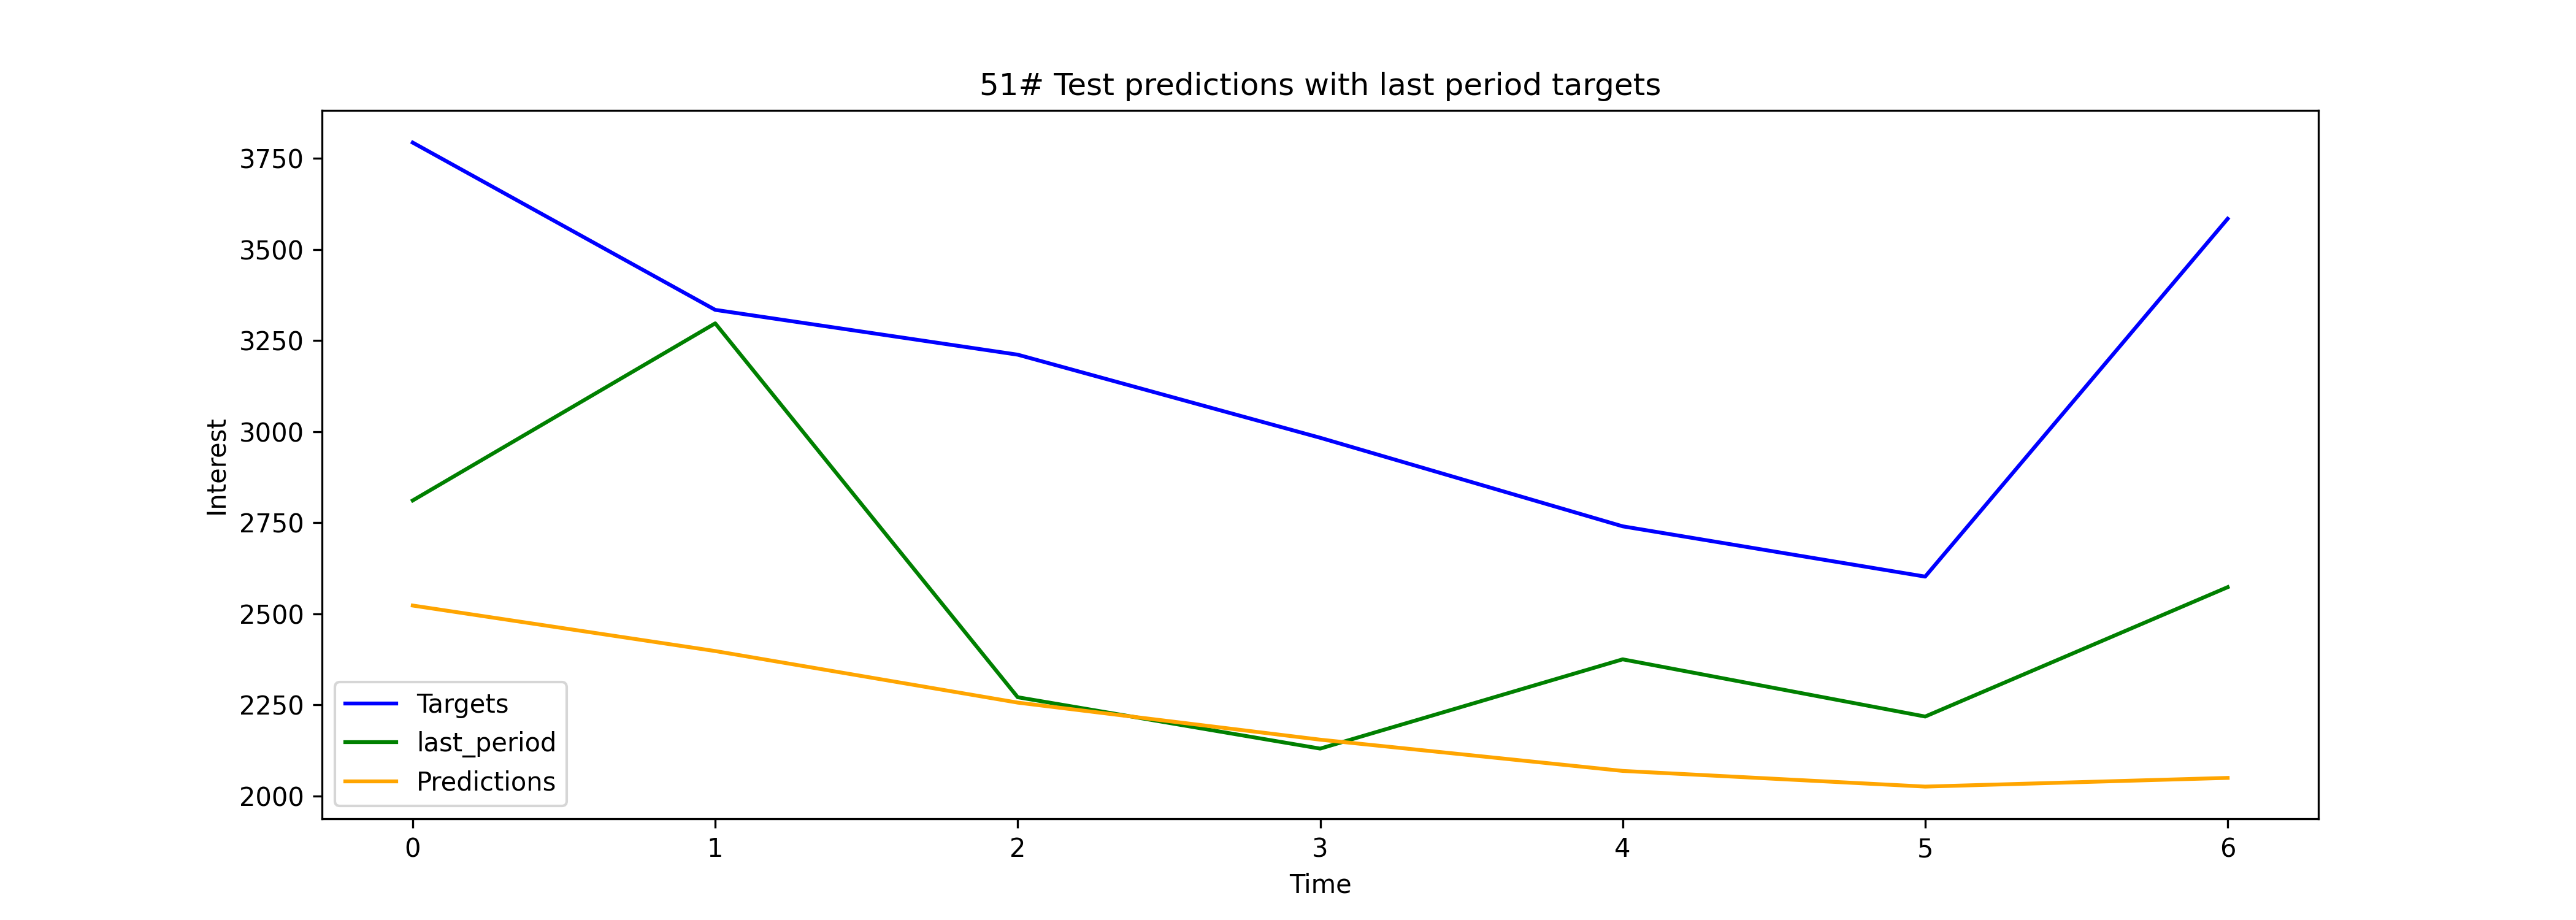 51# Test predictions with last period targets
3750
3500
3250
3000
2750
2500
2250
2000
Interest
Targets
last_period
Predictions
0 1 2 3 4 5 6
Time